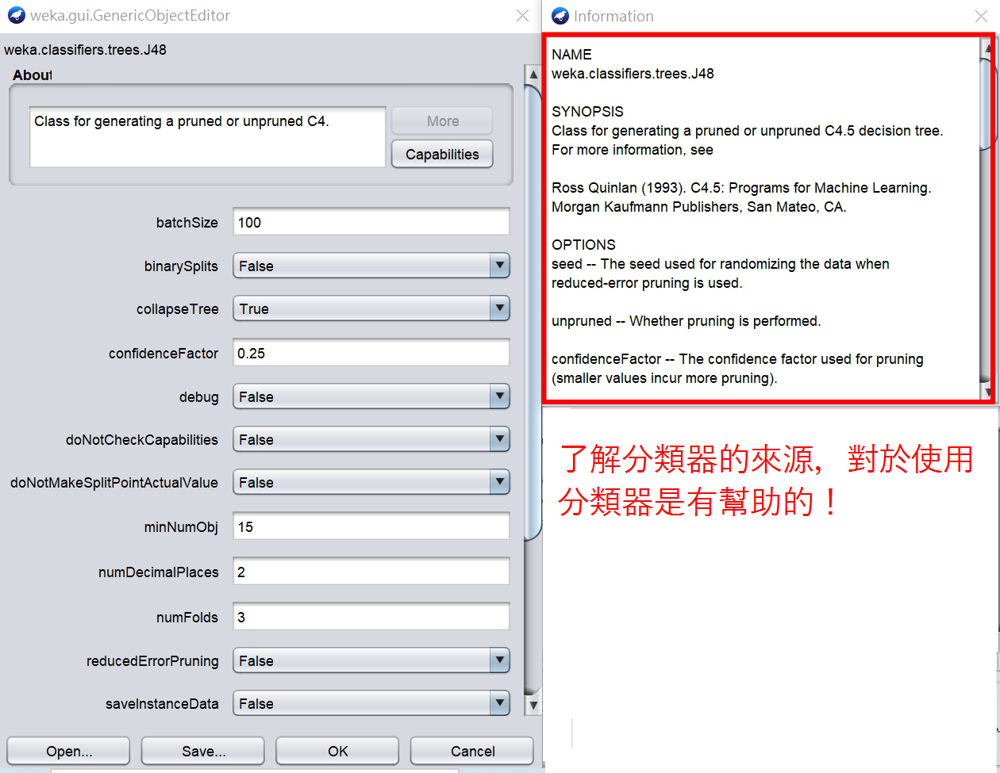 weka.gui.GenericObjectEditor
weka.classifiers.trees.J48
About
Class for generating a pruned or unpruned C4.
More
Capabilities
batchSize 100
binarySplits False
collapseTree True
confidenceFactor 0.25
debug False
doNotCheckCapabilities False
doNotMakeSplitPointActualValue False
minNumObj 15
numDecimalPlaces 2
numFolds 3
reducedErrorPruning False
saveInstanceData False
Open... Save... OK Cancel
Information
NAME
weka.classifiers.trees.J48
SYNOPSIS
Class for generating a pruned or unpruned C4.5 decision tree.
For more information, see
Ross Quinlan (1993). C4.5: Programs for Machine Learning.
Morgan Kaufmann Publishers, San Mateo, CA.
OPTIONS
seed -- The seed used for randomizing the data when
reduced-error pruning is used.
unpruned -- Whether pruning is performed.
confidenceFactor -- The confidence factor used for pruning
(smaller values incur more pruning).
了解分類器的來源，對於使用
分類器是有幫助的！